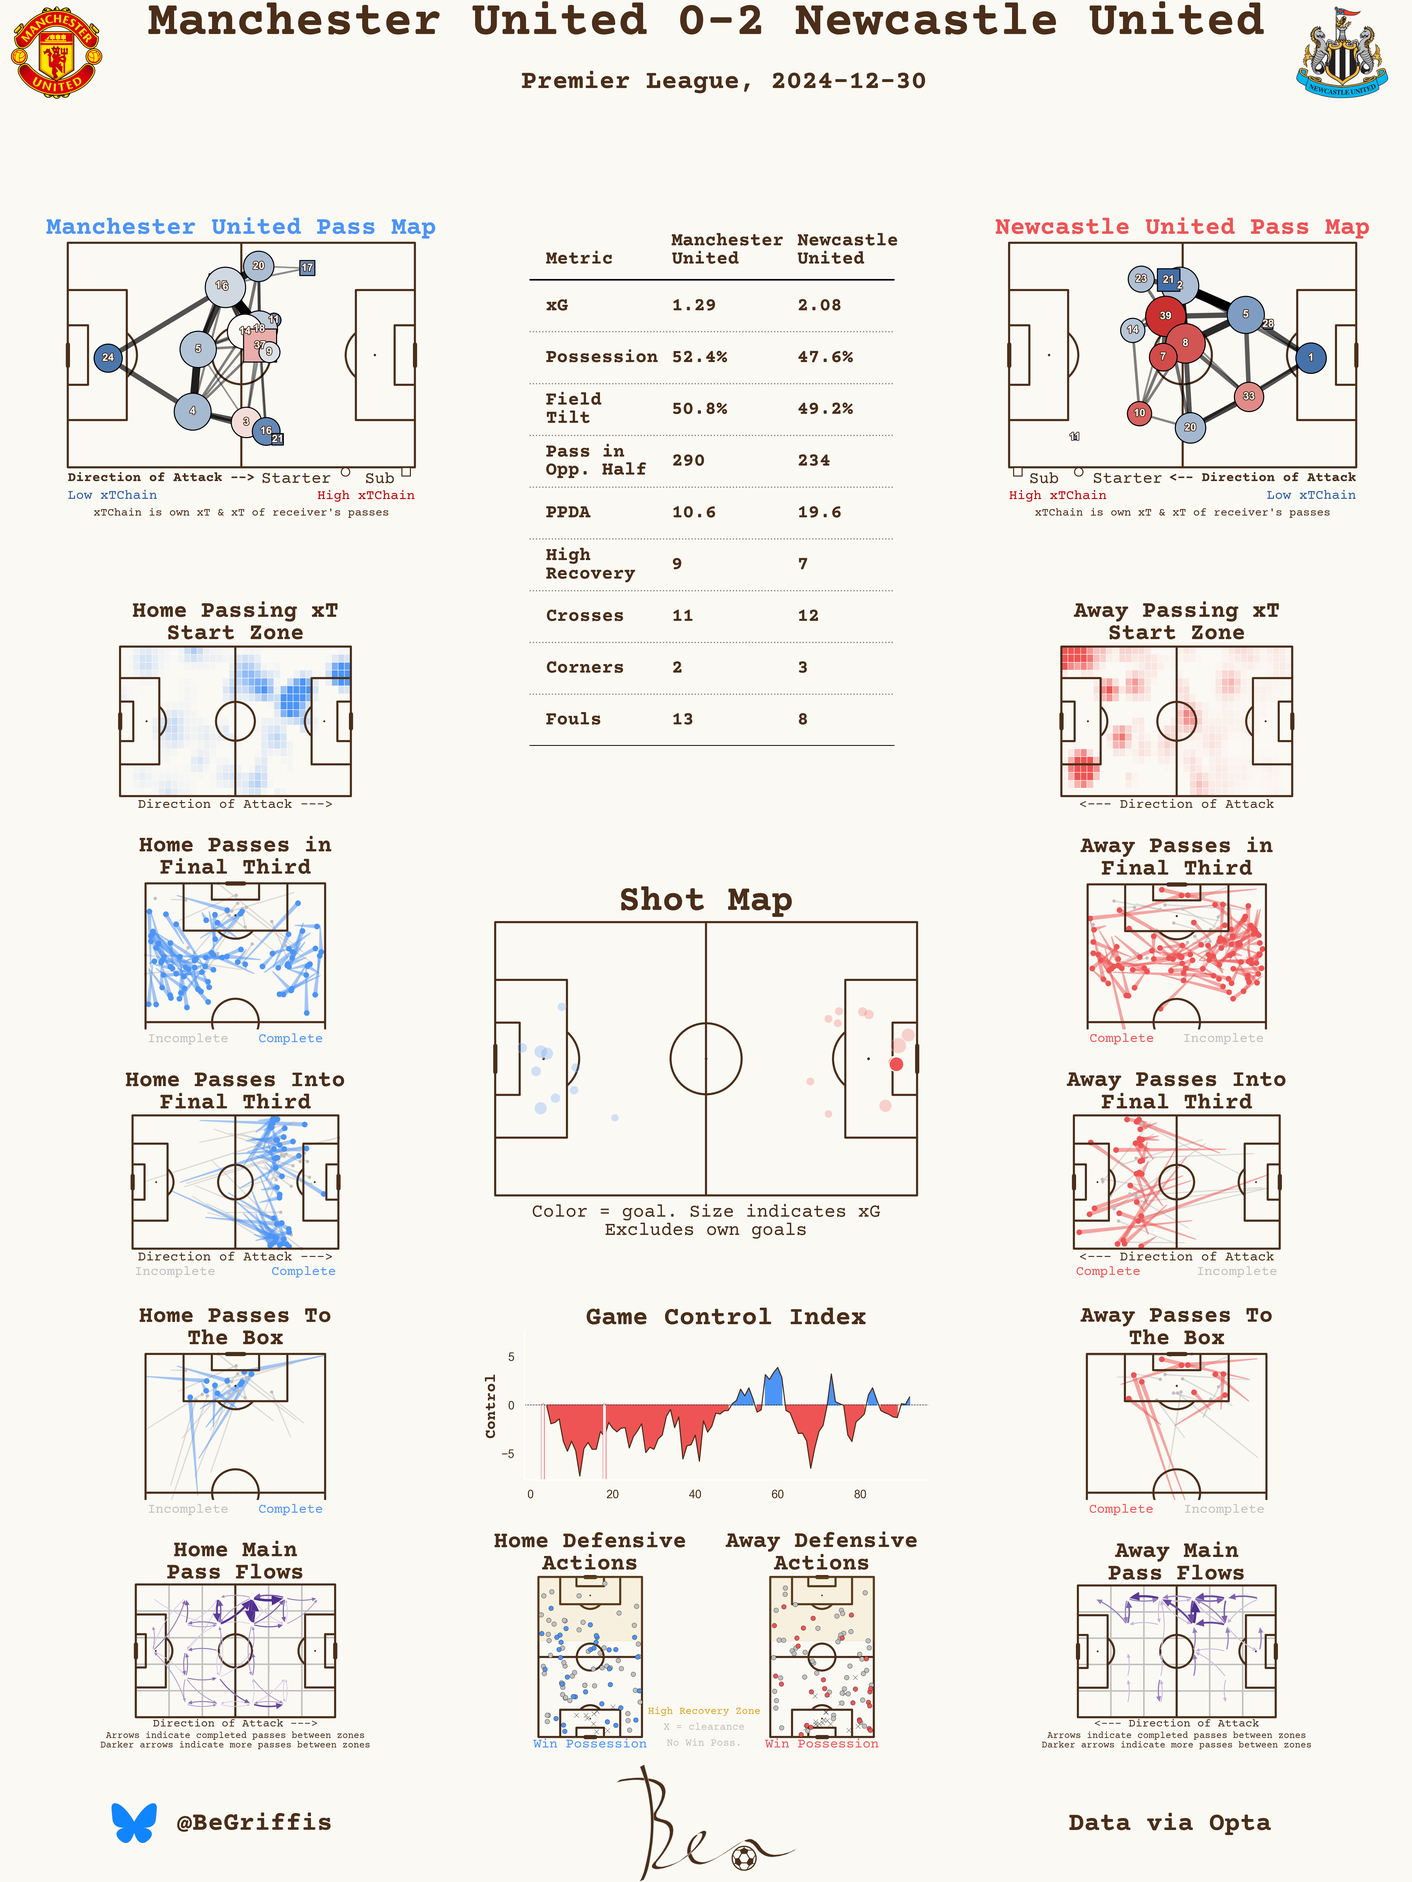 Manchester United 0-2 Newcastle United
Premier League, 2024-12-30
MANCHESTER
UNITED
NEWCASTLE UNITED
Manchester United Pass Map
20
17
6
11
14
18
37
9
5
24
4
3
16
21
Direction of Attack --> Starter Sub
Low xTChain High xTChain
xTChain is own xT & xT of receiver's passes
Metric Manchester United Newcastle United
xG 1.29 2.08
Possession 52.4% 47.6%
Field Tilt 50.8% 49.2%
Pass in Opp. Half 290 234
PPDA 10.6 19.6
High Recovery 9 7
Crosses 11 12
Corners 2 3
Fouls 13 8
Newcastle United Pass Map
23
21
2
39
5
28
14
8
7
1
33
10
20
11
Sub Starter <-- Direction of Attack
High xTChain Low xTChain
xTChain is own xT & xT of receiver's passes
Home Passing xT
Start Zone
Direction of Attack --->
Away Passing xT
Start Zone
<--- Direction of Attack
Home Passes in
Final Third
Incomplete Complete
Away Passes in
Final Third
Complete Incomplete
Shot Map
Color = goal. Size indicates xG
Excludes own goals
Home Passes Into
Final Third
Direction of Attack --->
Incomplete Complete
Away Passes Into
Final Third
<--- Direction of Attack
Complete Incomplete
Home Passes To
The Box
Incomplete Complete
Game Control Index
Control
5
0
−5
0 20 40 60 80
Away Passes To
The Box
Complete Incomplete
Home Main
Pass Flows
Direction of Attack --->
Arrows indicate completed passes between zones
Darker arrows indicate more passes between zones
Home Defensive
Actions
Win Possession
Away Defensive
Actions
Win Possession
High Recovery Zone
X = clearance
No Win Poss.
Away Main
Pass Flows
<--- Direction of Attack
Arrows indicate completed passes between zones
Darker arrows indicate more passes between zones
@BeGriffis
Ben
Data via Opta